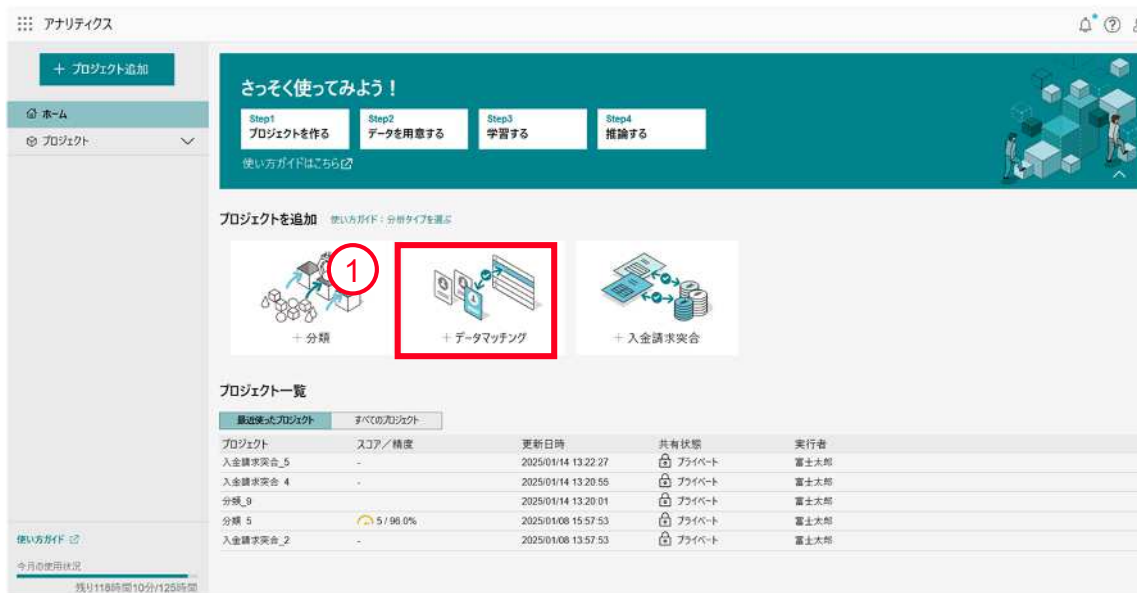 アナリティクス
+ プロジェクト追加
ホーム
プロジェクト
さっそく使ってみよう！
Step1
プロジェクトを作る
Step2
データを用意する
Step3
学習する
Step4
推論する
使い方ガイドはこちら
プロジェクトを追加 使い方ガイド：分析タイプを選ぶ
1
+ 分類
+ データマッチング
+ 入金請求突合
プロジェクト一覧
最近使ったプロジェクト すべてのプロジェクト
プロジェクト スコア／精度 更新日時 共有状態 実行者
入金請求突合_5 - 2025/01/14 13:22:27 プライベート 富士太郎
入金請求突合 4 - 2025/01/14 13:20:55 プライベート 富士太郎
分類_9 2025/01/14 13:20:01 プライベート 富士太郎
分類 5 5 / 96.0% 2025/01/08 15:57:53 プライベート 富士太郎
入金請求突合_2 - 2025/01/08 13:57:53 プライベート 富士太郎
使い方ガイド
今月の使用状況
残り118時間10分/125時間